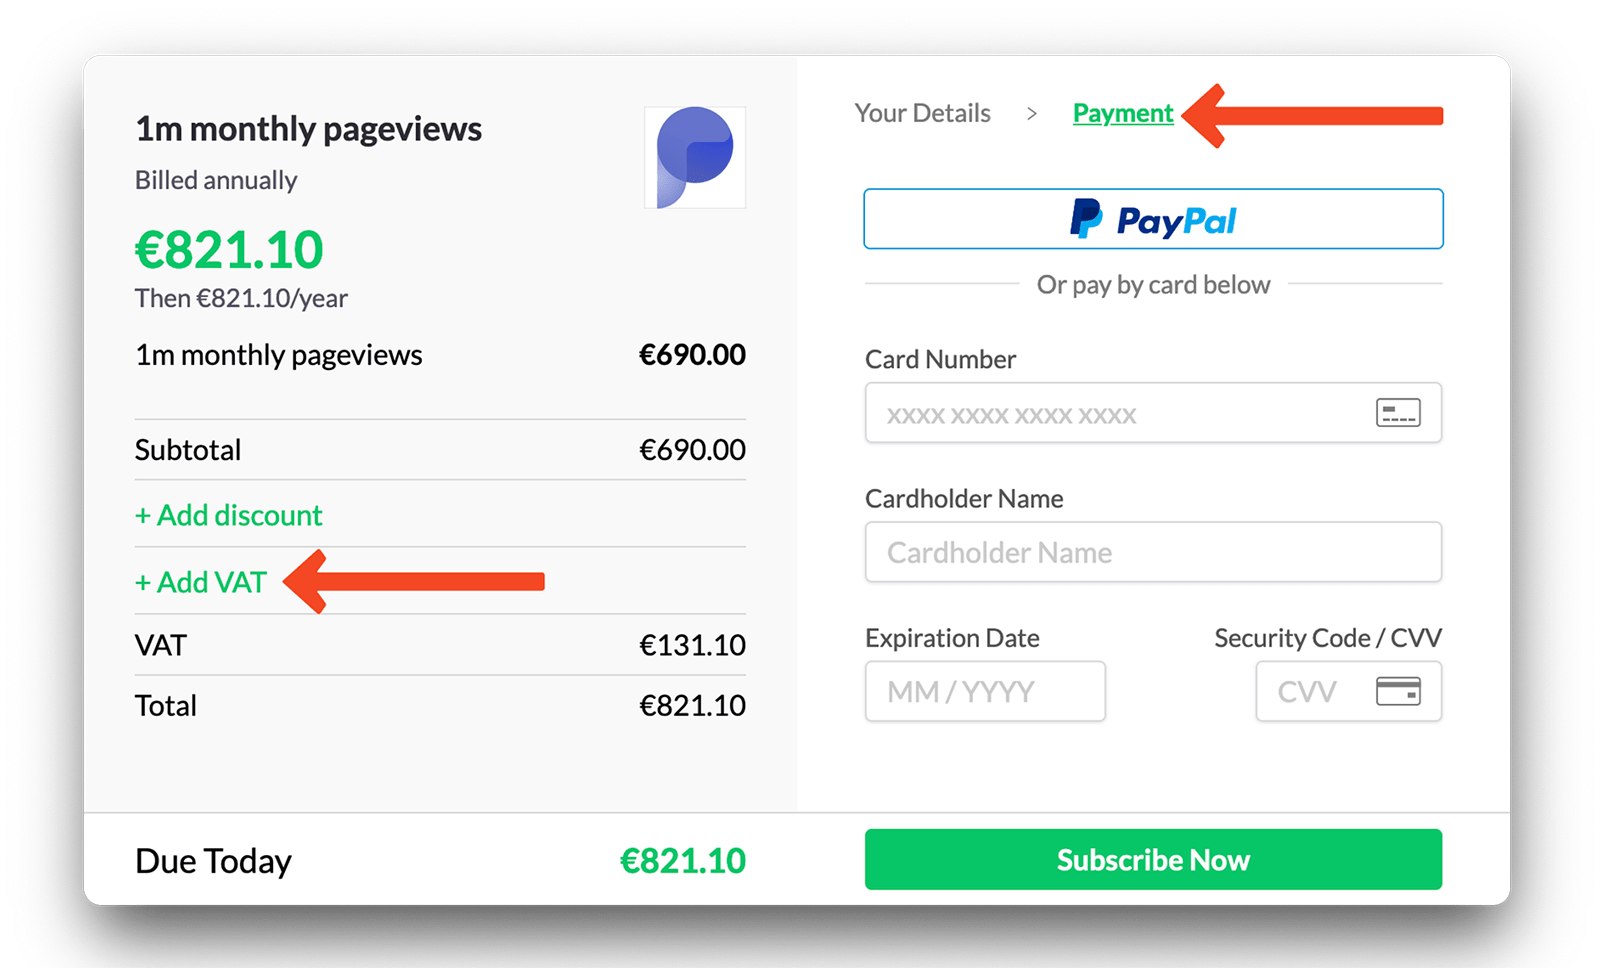 1m monthly pageviews
Billed annually
€821.10
Then €821.10/year
1m monthly pageviews €690.00
Subtotal €690.00
+ Add discount
+ Add VAT
VAT €131.10
Total €821.10
Due Today €821.10
Your Details > Payment
PayPal
Or pay by card below
Card Number
XXXX XXXX XXXX XXXX
Cardholder Name
Cardholder Name
Expiration Date Security Code / CVV
MM / YYYY CVV
Subscribe Now